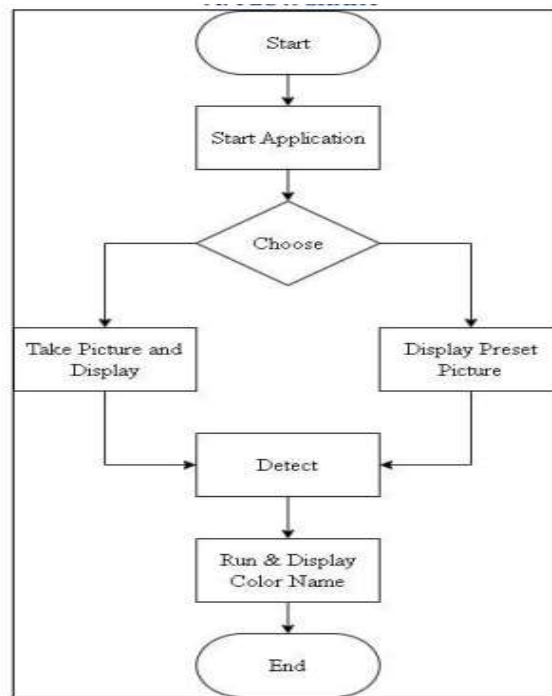 Start
Start Application
Choose
Take Picture and
Display
Display Preset
Picture
Detect
Run & Display
Color Name
End